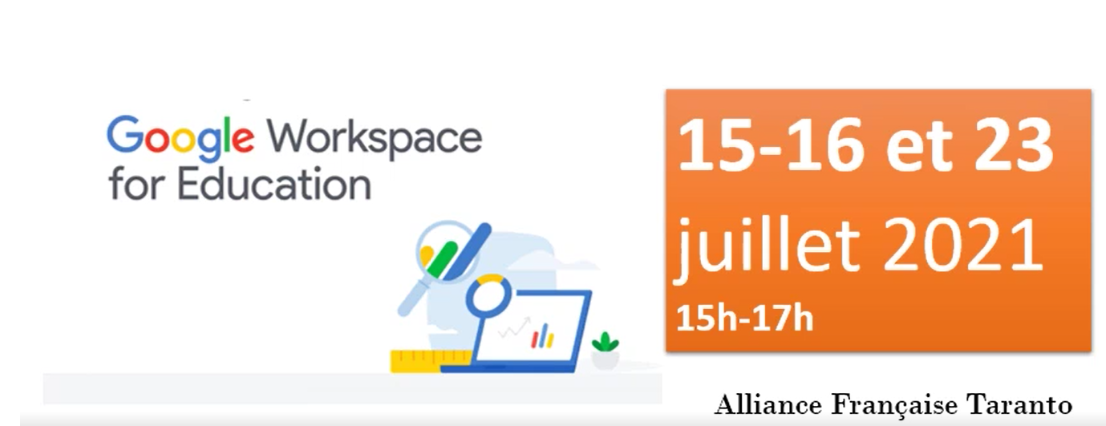 Google Workspace
for Education
15-16 et 23
juillet 2021
15h-17h
Alliance Française Taranto